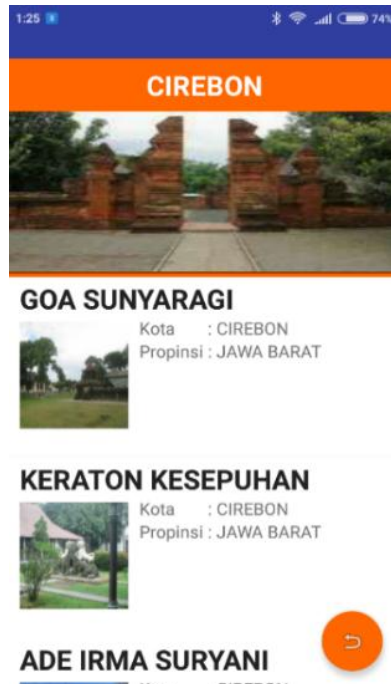 1:25
74%
CIREBON
GOA SUNYARAGI
Kota : CIREBON
Propinsi : JAWA BARAT
KERATON KESEPUHAN
Kota : CIREBON
Propinsi : JAWA BARAT
ADE IRMA SURYANI